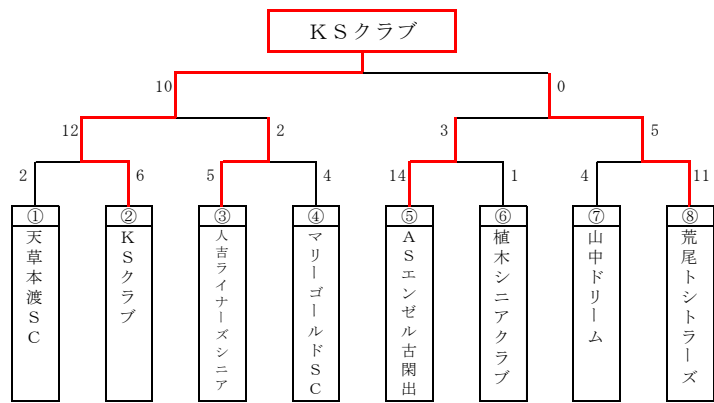 ＫＳクラブ
10
0
12
2
3
5
2
6
5
4
14
1
4
11
①
②
③
④
⑤
⑥
⑦
⑧
天草本渡ＳＣ
ＫＳクラブ
人吉ライナーズシニア
マリーゴールドＳＣ
ＡＳエンゼル古閑出
植木シニアクラブ
山中ドリーム
荒尾トシトラーズ